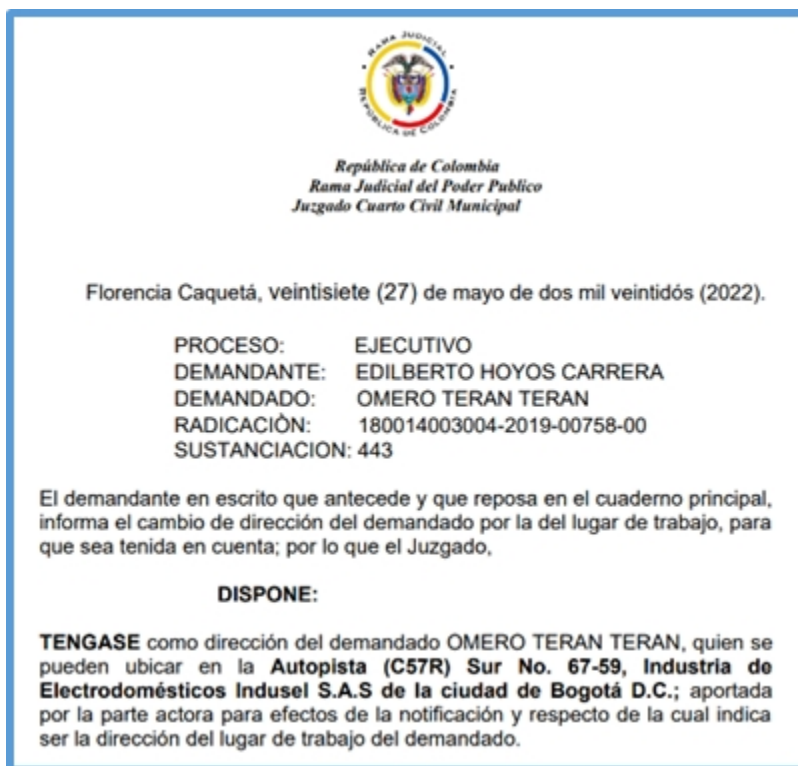 RAMA JUDICIAL
REPÚBLICA DE COLOMBIA
República de Colombia
Rama Judicial del Poder Publico
Juzgado Cuarto Civil Municipal
Florencia Caquetá, veintisiete (27) de mayo de dos mil veintidós (2022).
PROCESO: EJECUTIVO
DEMANDANTE: EDILBERTO HOYOS CARRERA
DEMANDADO: OMERO TERAN TERAN
RADICACIÒN: 180014003004-2019-00758-00
SUSTANCIACION: 443
El demandante en escrito que antecede y que reposa en el cuaderno principal,
informa el cambio de dirección del demandado por la del lugar de trabajo, para
que sea tenida en cuenta; por lo que el Juzgado,
DISPONE:
TENGASE como dirección del demandado OMERO TERAN TERAN, quien se
pueden ubicar en la Autopista (C57R) Sur No. 67-59, Industria de
Electrodomésticos Indusel S.A.S de la ciudad de Bogotá D.C.; aportada
por la parte actora para efectos de la notificación y respecto de la cual indica
ser la dirección del lugar de trabajo del demandado.